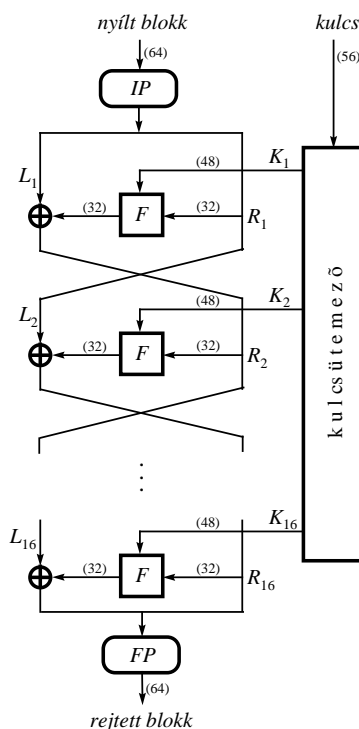 nyílt blokk kulcs
(64) (56)
IP
K1
L1 (48)
(32) F (32) R1
K2
L2 (48)
(32) F (32) R2
kulcsütemezõ
. . .
K16
L16 (48)
(32) F (32) R16
FP
(64)
rejtett blokk